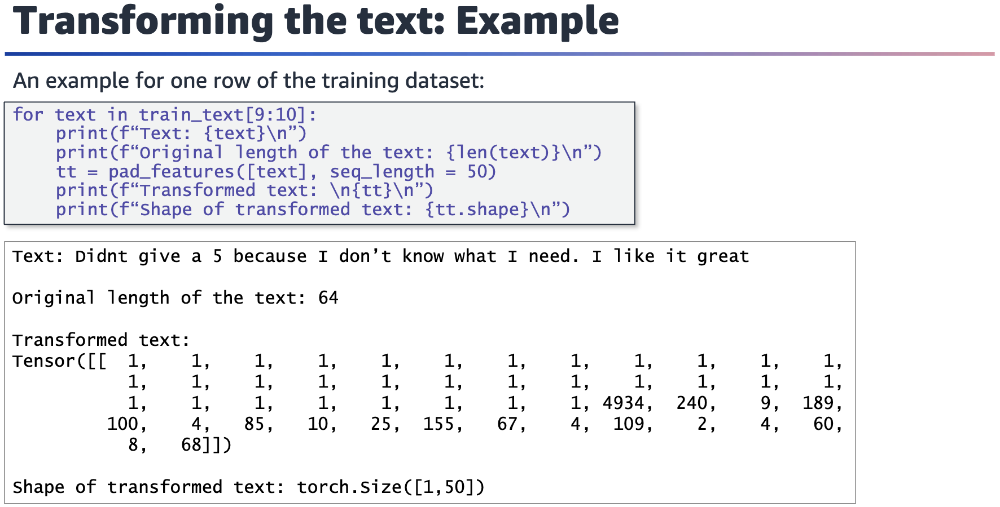 Transforming the text: Example
An example for one row of the training dataset:
for text in train_text[9:10]:
    print(f“Text: {text}\n”)
    print(f“Original length of the text: {len(text)}\n”)
    tt = pad_features([text], seq_length = 50)
    print(f“Transformed text: \n{tt}\n”)
    print(f“Shape of transformed text: {tt.shape}\n”)
Text: Didnt give a 5 because I don’t know what I need. I like it great
Original length of the text: 64
Transformed text:
Tensor([[  1,    1,    1,    1,    1,    1,    1,    1,    1,    1,    1,    1,
           1,    1,    1,    1,    1,    1,    1,    1,    1,    1,    1,    1,
           1,    1,    1,    1,    1,    1,    1,    1, 4934,  240,    9,  189,
         100,    4,   85,   10,   25,  155,   67,    4,  109,    2,    4,   60,
           8,   68]])
Shape of transformed text: torch.Size([1,50])